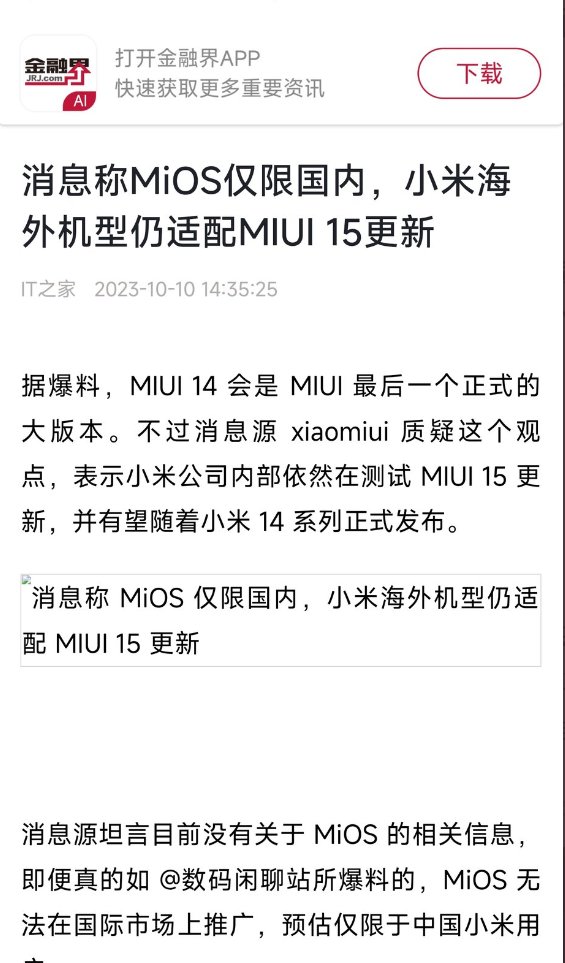 金融界
JRJ.com
AI
打开金融界APP
快速获取更多重要资讯
下载
消息称MiOS仅限国内，小米海
外机型仍适配MIUI 15更新
IT之家 2023-10-10 14:35:25
据爆料，MIUI 14 会是 MIUI 最后一个正式的
大版本。不过消息源 xiaomiui 质疑这个观
点，表示小米公司内部依然在测试 MIUI 15 更
新，并有望随着小米 14 系列正式发布。
消息称 MiOS 仅限国内，小米海外机型仍适
配 MIUI 15 更新
消息源坦言目前没有关于 MiOS 的相关信息，
即便真的如 @数码闲聊站所爆料的，MiOS 无
法在国际市场上推广，预估仅限于中国小米用